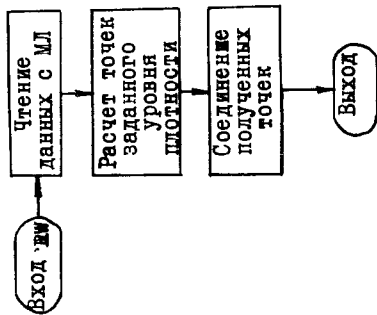 Вход
Чтение
данных с МЛ
Расчет точек
заданного
уровня
плотности
Соединение
полученных
точек
Выход